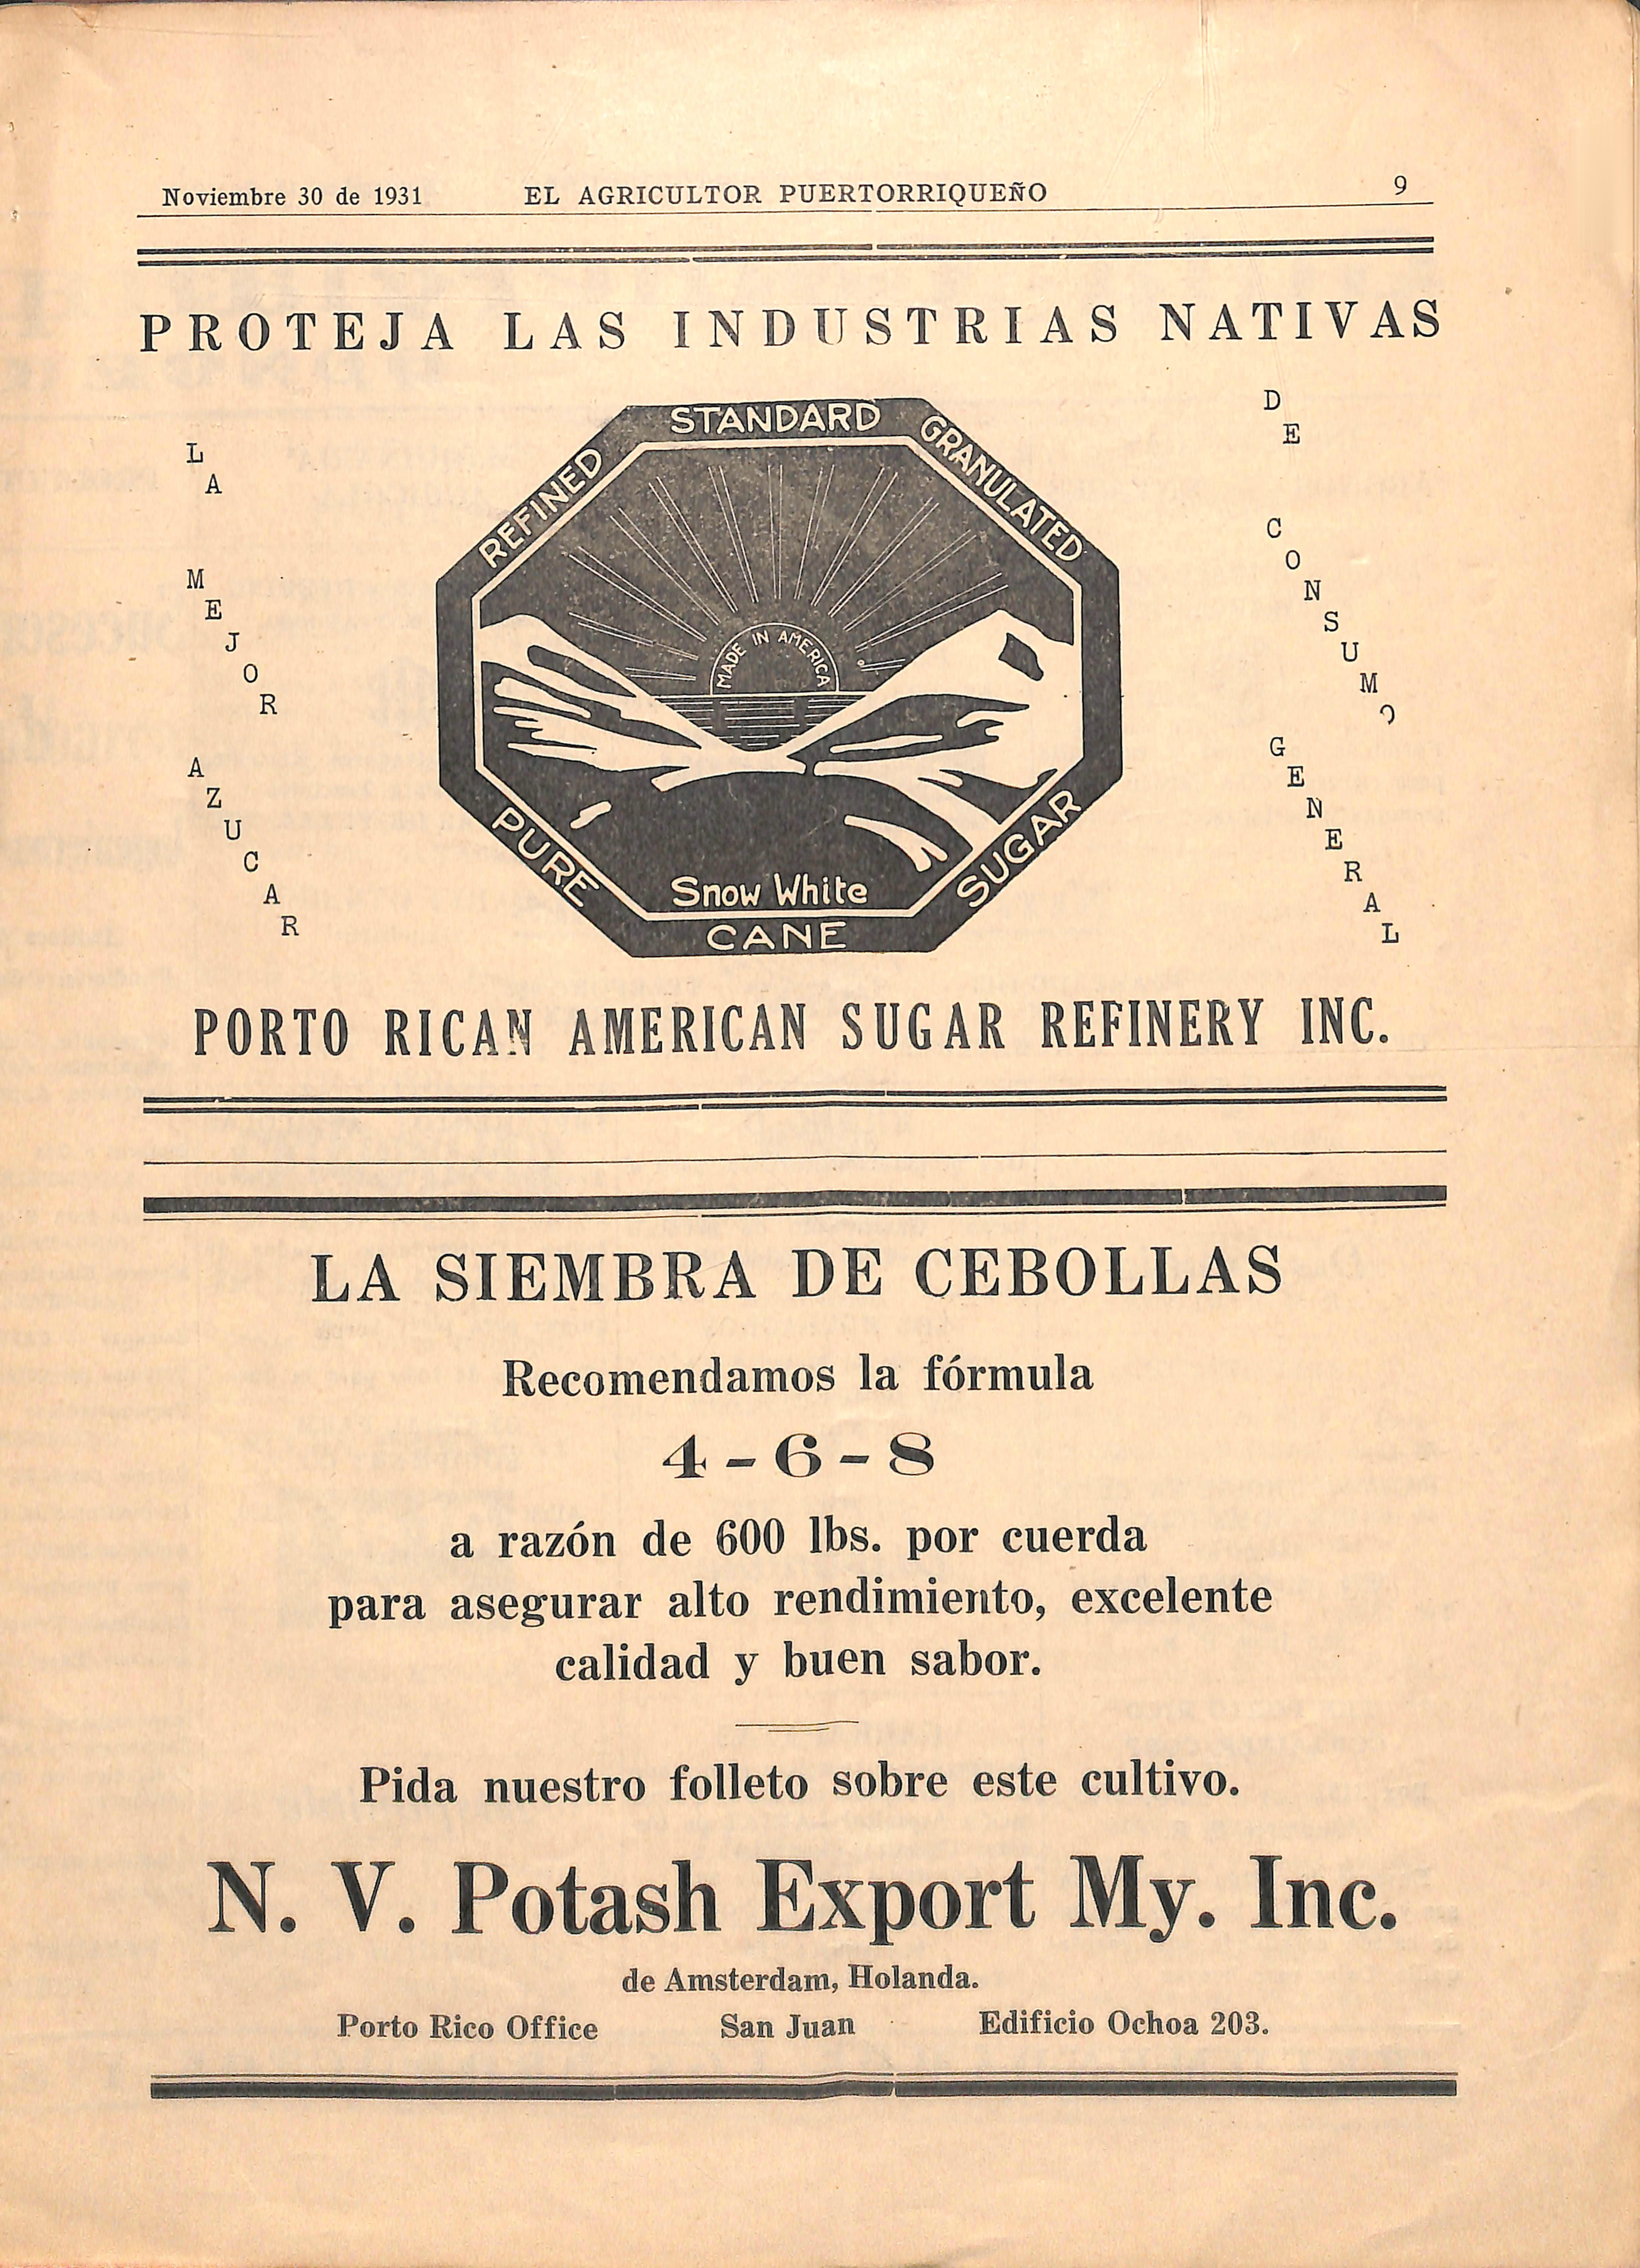 Noviembre 30 de 1931 EL AGRICULTOR PUERTORRIQUEÑO 9
PROTEJA LAS INDUSTRIAS NATIVAS
LA MEJOR AZUCAR
REFINED STANDARD GRANULATED
MADE IN AMERICA
Snow White
PURE CANE SUGAR
DE CONSUMO GENERAL
PORTO RICAN AMERICAN SUGAR REFINERY INC.
LA SIEMBRA DE CEBOLLAS
Recomendamos la fórmula
4-6-8
a razón de 600 lbs. por cuerda
para asegurar alto rendimiento, excelente
calidad y buen sabor.
Pida nuestro folleto sobre este cultivo.
N. V. Potash Export My. Inc.
de Amsterdam, Holanda.
Porto Rico Office San Juan Edificio Ochoa 203.